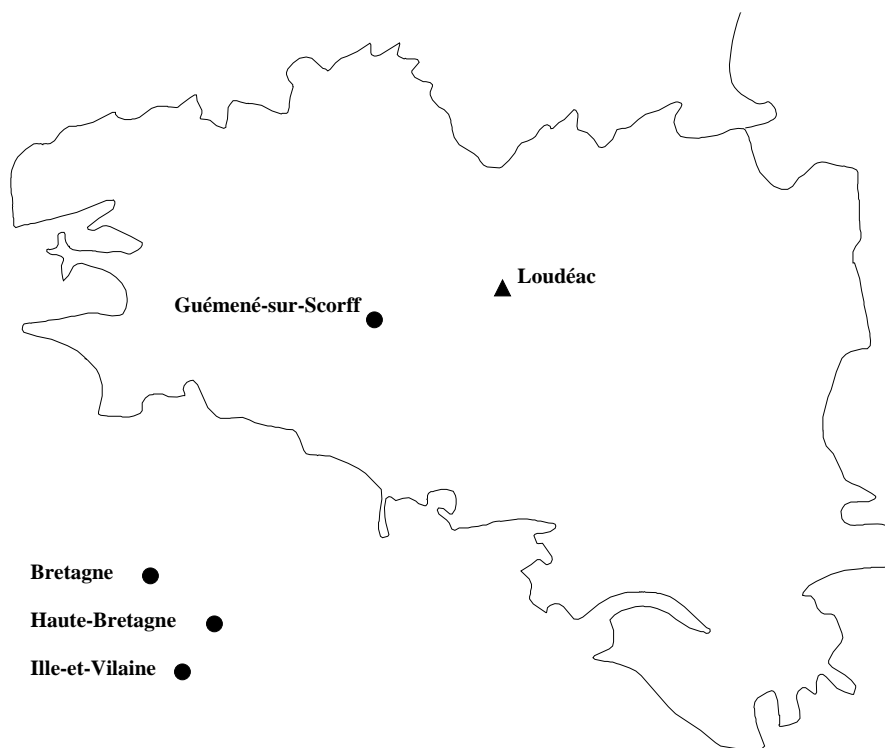 Loudéac
Guémené-sur-Scorff
Bretagne
Haute-Bretagne
Ille-et-Vilaine